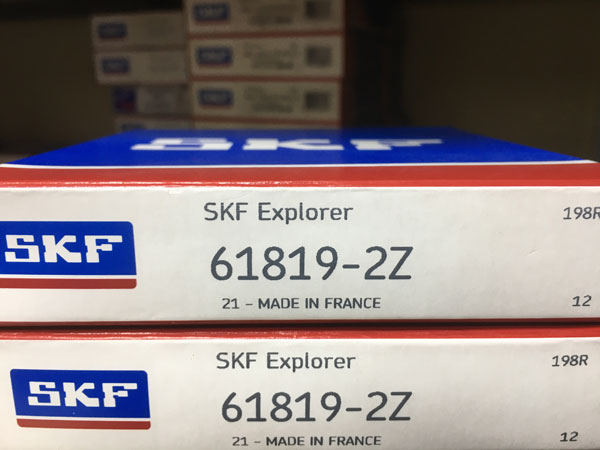 SKF
SKF Explorer
198R
SKF
61819-2Z
21 – MADE IN FRANCE
12
SKF Explorer
198R
SKF
61819-2Z
21 – MADE IN FRANCE
12